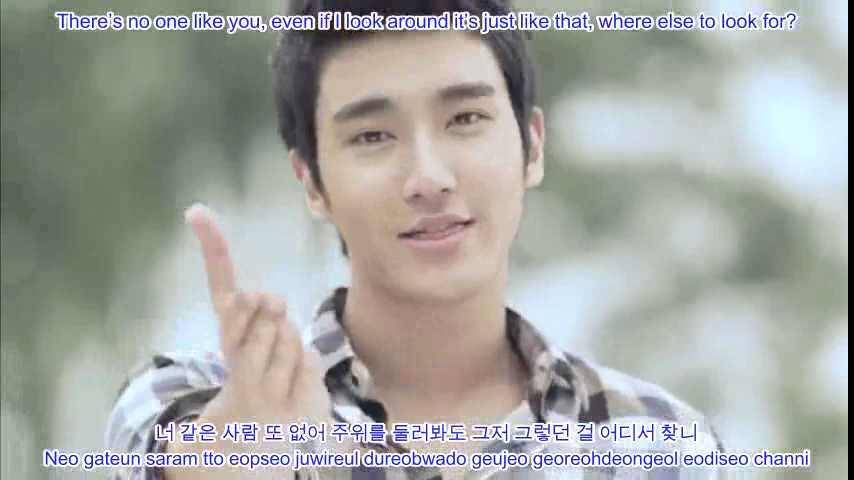 There's no one like you, even if I look around it's just like that, where else to look for?
너 같은 사람 또 없어 주위를 둘러봐도 그저 그렇던 걸 어디서 찾니
Neo gateun saram tto eopseo juwireul dureobwado geujeo georeohdeongeol eodiseo channi